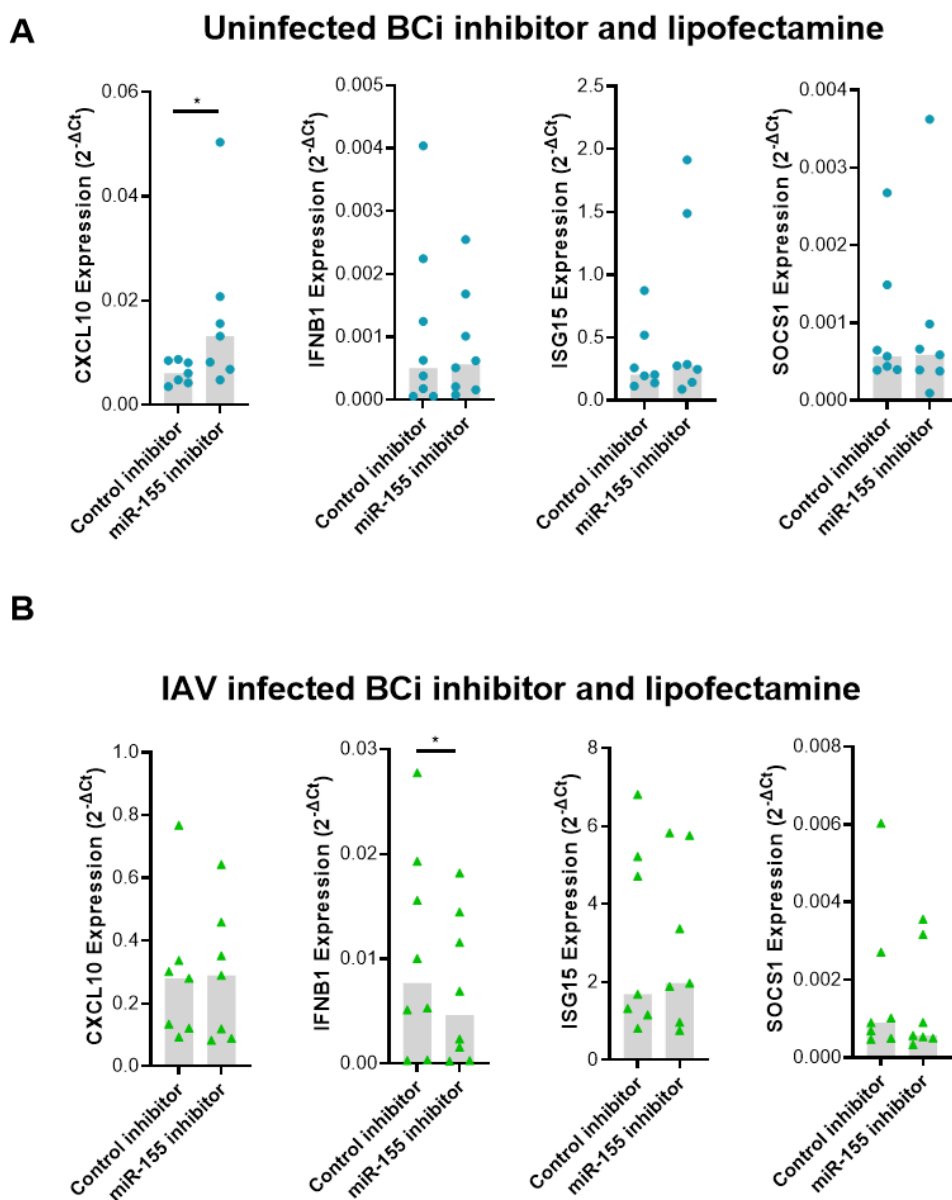 A
Uninfected BCi inhibitor and lipofectamine
CXCL10 Expression (2^-ΔCt)
0.06
0.04
0.02
0.00
*
Control inhibitor
miR-155 inhibitor
IFNB1 Expression (2^-ΔCt)
0.005
0.004
0.003
0.002
0.001
0.000
Control inhibitor
miR-155 inhibitor
ISG15 Expression (2^-ΔCt)
2.5
2.0
1.5
1.0
0.5
0.0
Control inhibitor
miR-155 inhibitor
SOCS1 Expression (2^-ΔCt)
0.004
0.003
0.002
0.001
0.000
Control inhibitor
miR-155 inhibitor
B
IAV infected BCi inhibitor and lipofectamine
CXCL10 Expression (2^-ΔCt)
1.0
0.8
0.6
0.4
0.2
0.0
Control inhibitor
miR-155 inhibitor
IFNB1 Expression (2^-ΔCt)
0.03
0.02
0.01
0.00
*
Control inhibitor
miR-155 inhibitor
ISG15 Expression (2^-ΔCt)
8
6
4
2
0
Control inhibitor
miR-155 inhibitor
SOCS1 Expression (2^-ΔCt)
0.008
0.006
0.004
0.002
0.000
Control inhibitor
miR-155 inhibitor